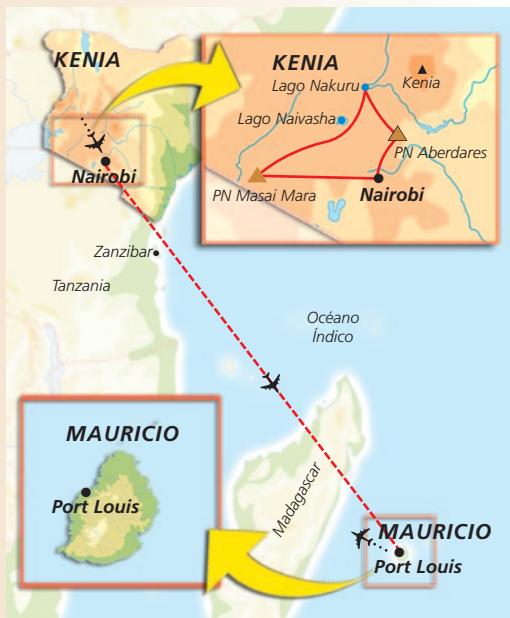 KENIA
Nairobi
KENIA
Lago Nakuru
Kenia
Lago Naivasha
PN Aberdares
PN Masai Mara
Nairobi
Zanzibar
Tanzania
Océano
Índico
MAURICIO
Port Louis
Madagascar
MAURICIO
Port Louis